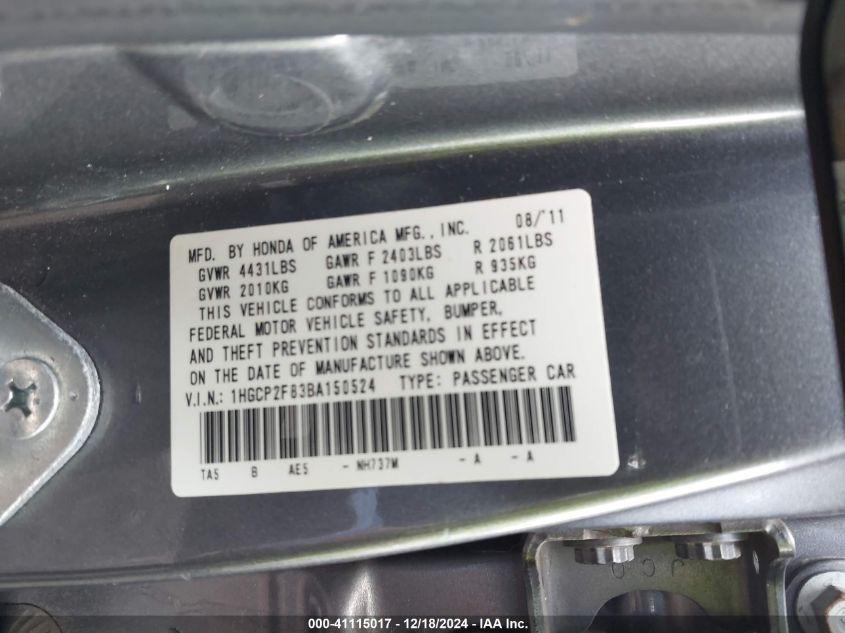 MFD. BY HONDA OF AMERICA MFG., INC. 08/'11
GVWR 4431LBS GAWR F 2403LBS R 2061LBS
GVWR 2010KG GAWR F 1090KG R 935KG
THIS VEHICLE CONFORMS TO ALL APPLICABLE
FEDERAL MOTOR VEHICLE SAFETY, BUMPER,
AND THEFT PREVENTION STANDARDS IN EFFECT
ON THE DATE OF MANUFACTURE SHOWN ABOVE.
V.I.N.: 1HGCP2F83BA150524 TYPE: PASSENGER CAR
TA5 B AE5 - NH737M - A - A
000-41115017 - 12/18/2024 - IAA Inc.